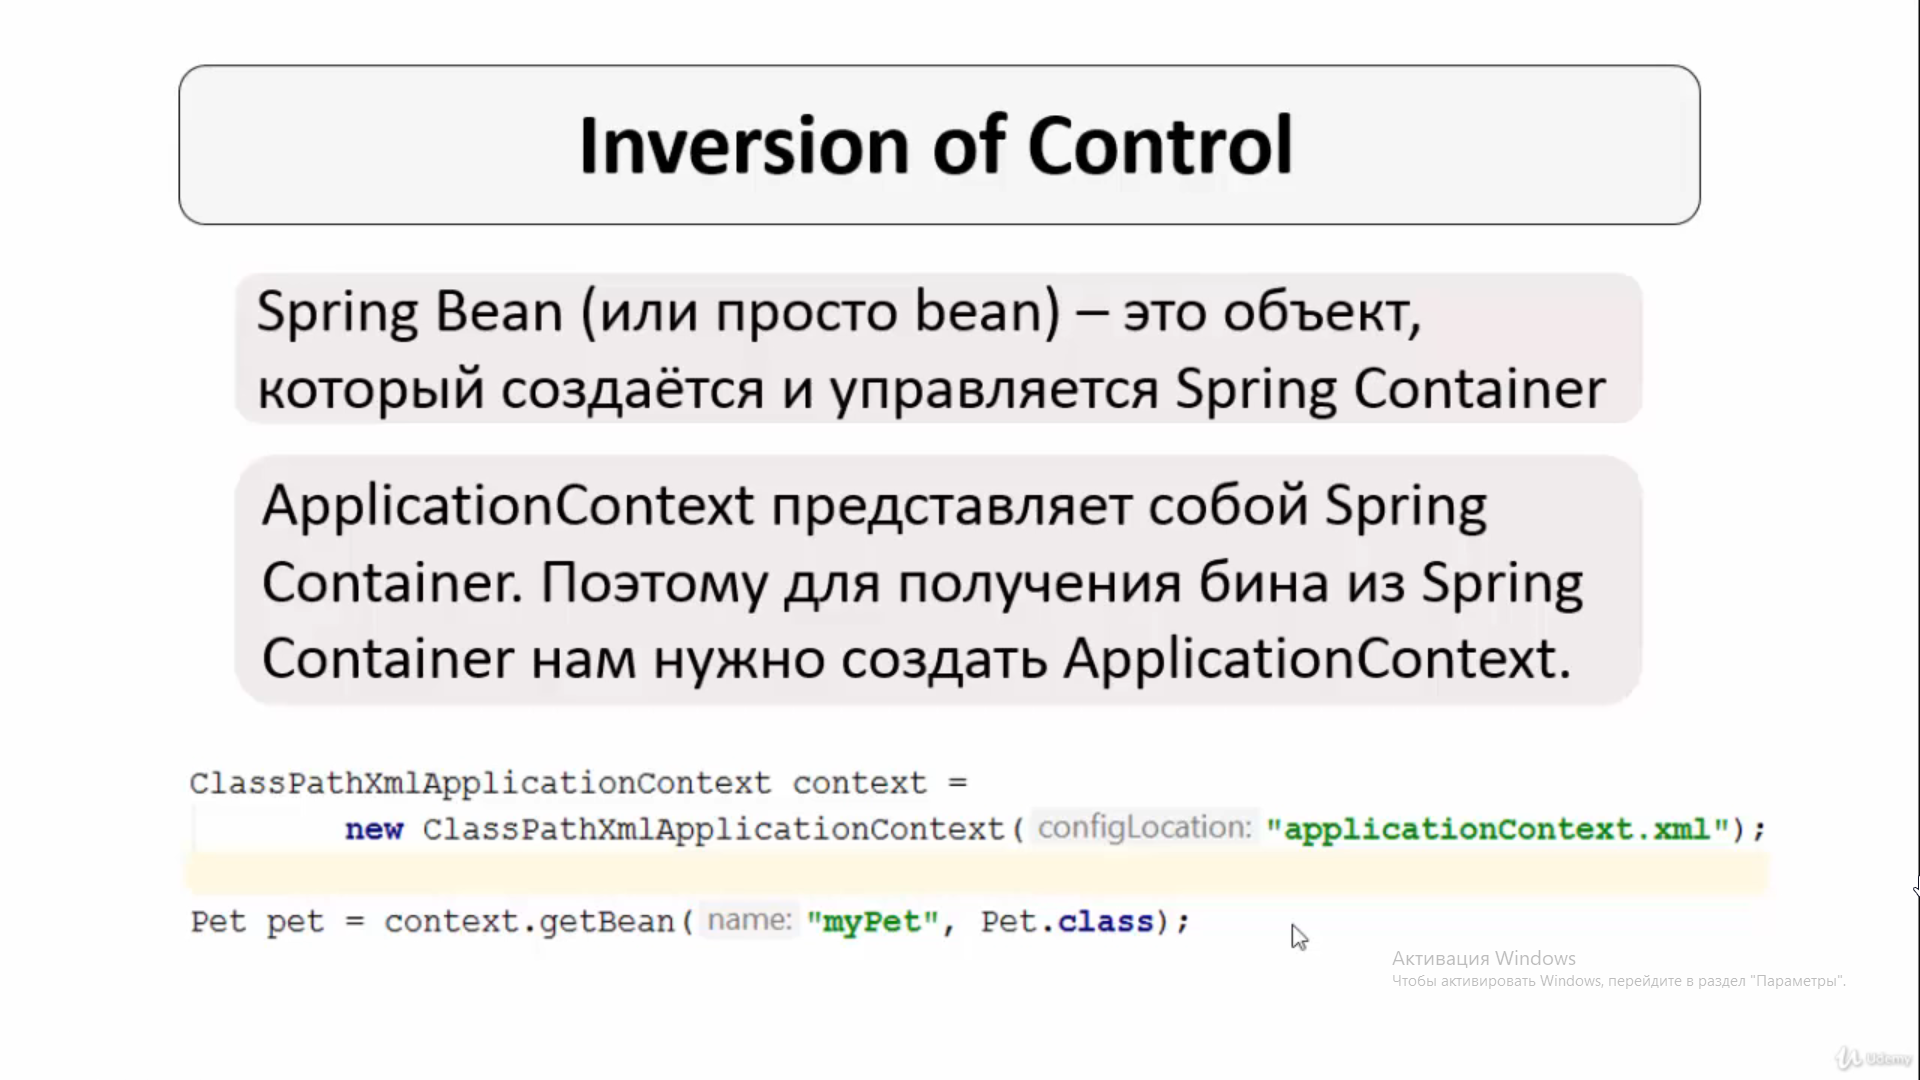 Inversion of Control
Spring Bean (или просто bean) – это объект,
который создаётся и управляется Spring Container
ApplicationContext представляет собой Spring
Container. Поэтому для получения бина из Spring
Container нам нужно создать ApplicationContext.
ClassPathXmlApplicationContext context =
new ClassPathXmlApplicationContext( configLocation: "applicationContext.xml");
Pet pet = context.getBean( name: "myPet", Pet.class);
Активация Windows
Чтобы активировать Windows, перейдите в раздел "Параметры".
Udemy